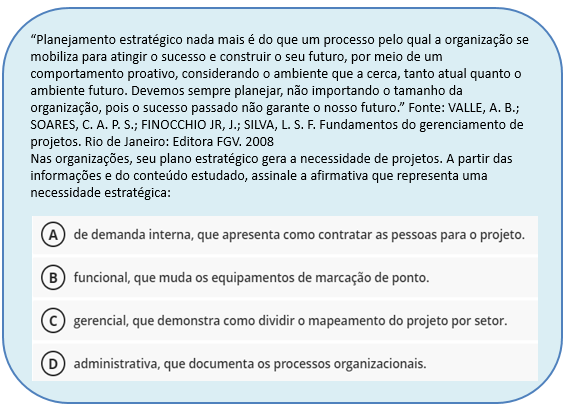 “Planejamento estratégico nada mais é do que um processo pelo qual a organização se
mobiliza para atingir o sucesso e construir o seu futuro, por meio de um
comportamento proativo, considerando o ambiente que a cerca, tanto atual quanto o
ambiente futuro. Devemos sempre planejar, não importando o tamanho da
organização, pois o sucesso passado não garante o nosso futuro.” Fonte: VALLE, A. B.;
SOARES, C. A. P. S.; FINOCCHIO JR, J.; SILVA, L. S. F. Fundamentos do gerenciamento de
projetos. Rio de Janeiro: Editora FGV. 2008
Nas organizações, seu plano estratégico gera a necessidade de projetos. A partir das
informações e do conteúdo estudado, assinale a afirmativa que representa uma
necessidade estratégica:
A de demanda interna, que apresenta como contratar as pessoas para o projeto.
B funcional, que muda os equipamentos de marcação de ponto.
C gerencial, que demonstra como dividir o mapeamento do projeto por setor.
D administrativa, que documenta os processos organizacionais.